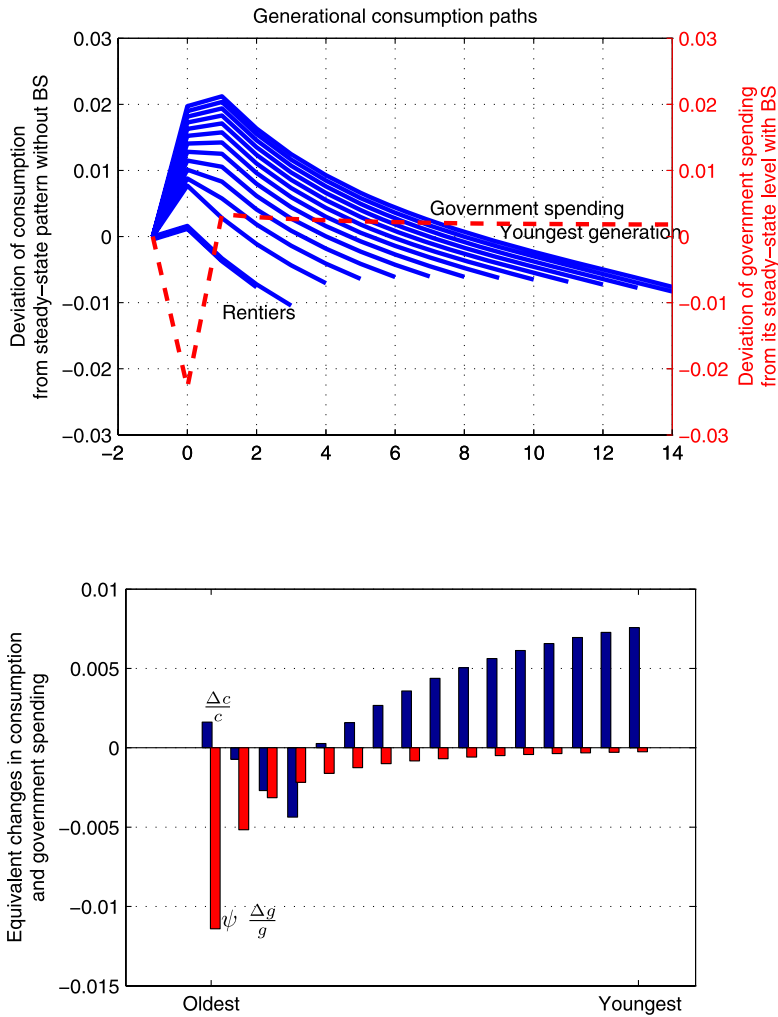 Generational consumption paths
0.03
0.02
0.01
0
−0.01
−0.02
−0.03
Deviation of consumption
from steady−state pattern without BS
0.03
0.02
0.01
0
−0.01
−0.02
−0.03
Deviation of government spending
from its steady−state level with BS
Government spending
Youngest generation
Rentiers
−2 0 2 4 6 8 10 12 14
0.01
0.005
0
−0.005
−0.01
−0.015
Equivalent changes in consumption
and government spending
Δc/c
ψ Δg/g
Oldest Youngest